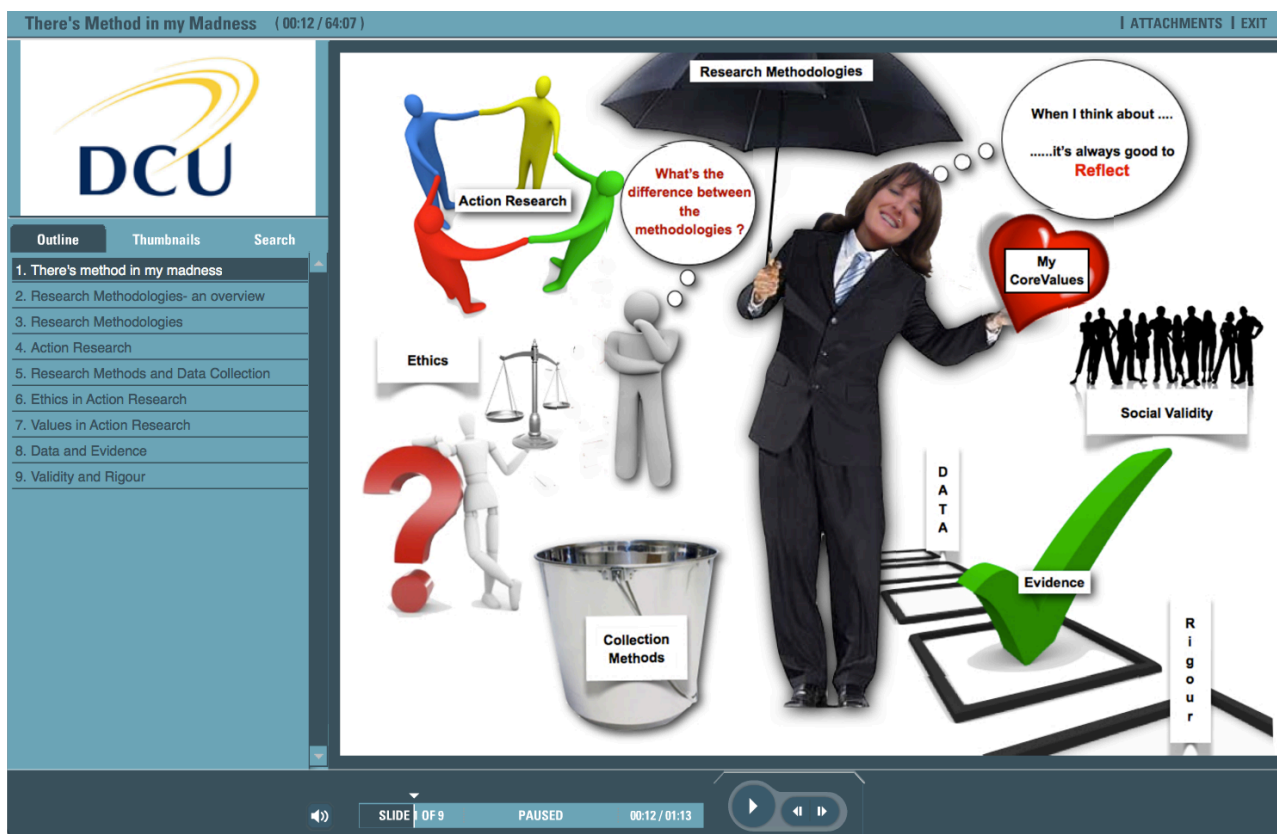 There's Method in my Madness ( 00:12 / 64:07 )
| ATTACHMENTS | EXIT
DCU
Outline Thumbnails Search
1. There's method in my madness
2. Research Methodologies- an overview
3. Research Methodologies
4. Action Research
5. Research Methods and Data Collection
6. Ethics in Action Research
7. Values in Action Research
8. Data and Evidence
9. Validity and Rigour
Research Methodologies
When I think about ....
......it's always good to
Reflect
Action Research
What's the
difference between
the
methodologies ?
My
CoreValues
Ethics
Social Validity
D
A
T
A
Evidence
Collection
Methods
R
i
g
o
u
r
SLIDE 1 OF 9 PAUSED 00:12 / 01:13